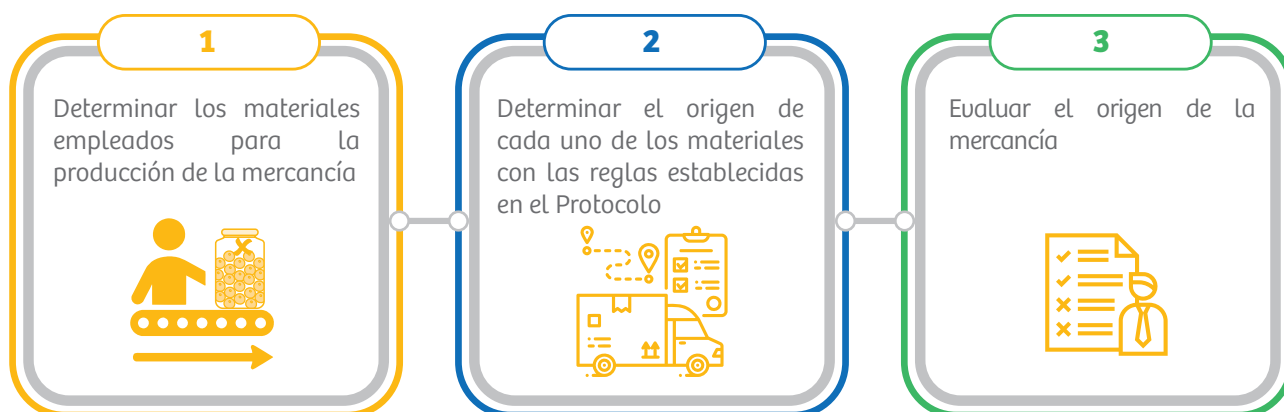 1
Determinar los materiales
empleados para la
producción de la mercancía
2
Determinar el origen de
cada uno de los materiales
con las reglas establecidas
en el Protocolo
3
Evaluar el origen de la
mercancía